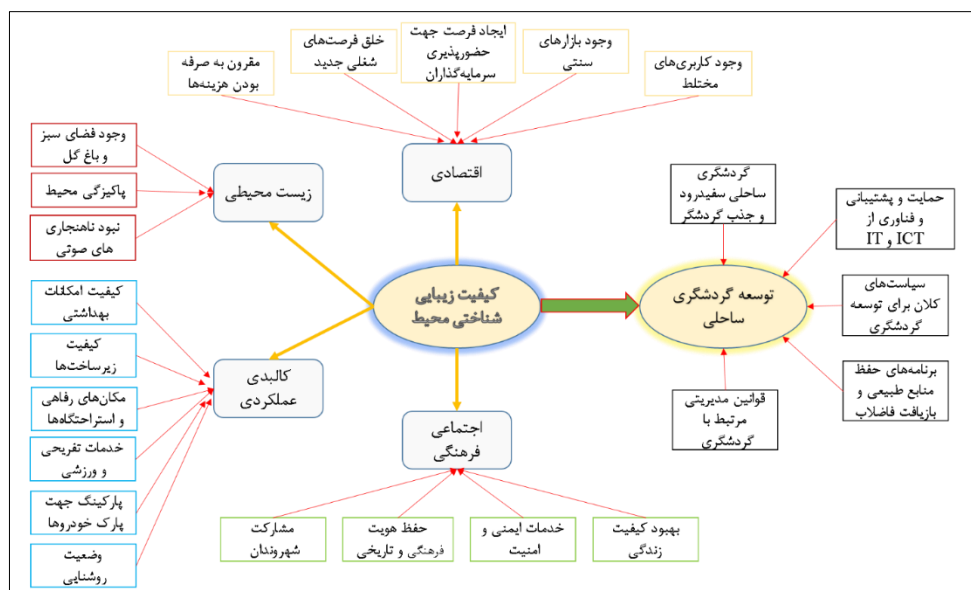 وجود کاربری‌های
مختلط
وجود بازارهای
سنتی
ایجاد فرصت جهت
حضورپذیری
سرمایه‌گذاران
خلق فرصت‌های
شغلی جدید
مقرون به صرفه
بودن هزینه‌ها
اقتصادی
وجود فضای سبز
و باغ گل
پاکیزگی محیط
نبود ناهنجاری
های صوتی
زیست محیطی
گردشگری
ساحلی سفیدرود
و جذب گردشگر
حمایت و پشتیبانی
و فناوری از
ICT و IT
سیاست‌های
کلان برای توسعه
گردشگری
برنامه‌های حفظ
منابع طبیعی و
بازیافت فاضلاب
قوانین مدیریتی
مرتبط با
گردشگری
توسعه گردشگری
ساحلی
کیفیت زیبایی
شناختی محیط
کالبدی
عملکردی
کیفیت امکانات
بهداشتی
کیفیت
زیرساخت‌ها
مکان‌های رفاهی
و استراحتگاه‌ها
خدمات تفریحی
و ورزشی
پارکینگ جهت
پارک خودروها
وضعیت
روشنایی
اجتماعی
فرهنگی
بهبود کیفیت
زندگی
خدمات ایمنی و
امنیت
حفظ هویت
فرهنگی و تاریخی
مشارکت
شهروندان